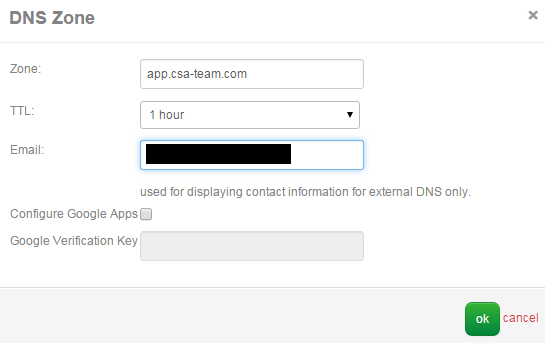 DNS Zone ×
Zone: app.csa-team.com
TTL: 1 hour
Email:
used for displaying contact information for external DNS only.
Configure Google Apps
Google Verification Key
ok cancel